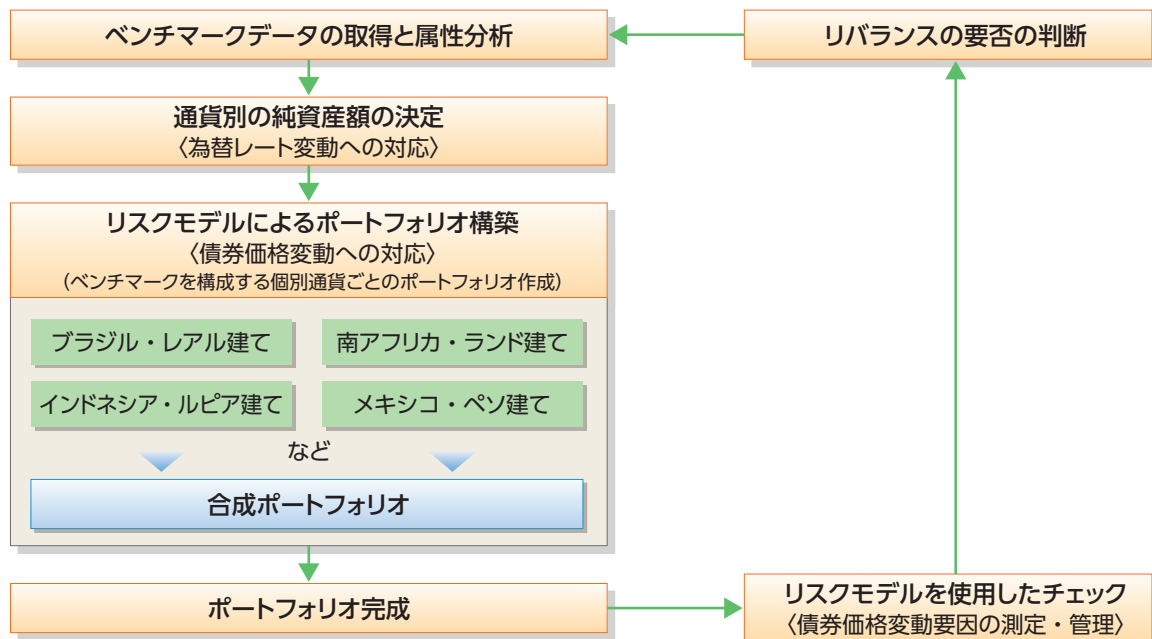 ベンチマークデータの取得と属性分析
リバランスの要否の判断
通貨別の純資産額の決定
〈為替レート変動への対応〉
リスクモデルによるポートフォリオ構築
〈債券価格変動への対応〉
(ベンチマークを構成する個別通貨ごとのポートフォリオ作成)
ブラジル・レアル建て
南アフリカ・ランド建て
インドネシア・ルピア建て
メキシコ・ペソ建て
など
合成ポートフォリオ
ポートフォリオ完成
リスクモデルを使用したチェック
〈債券価格変動要因の測定・管理〉